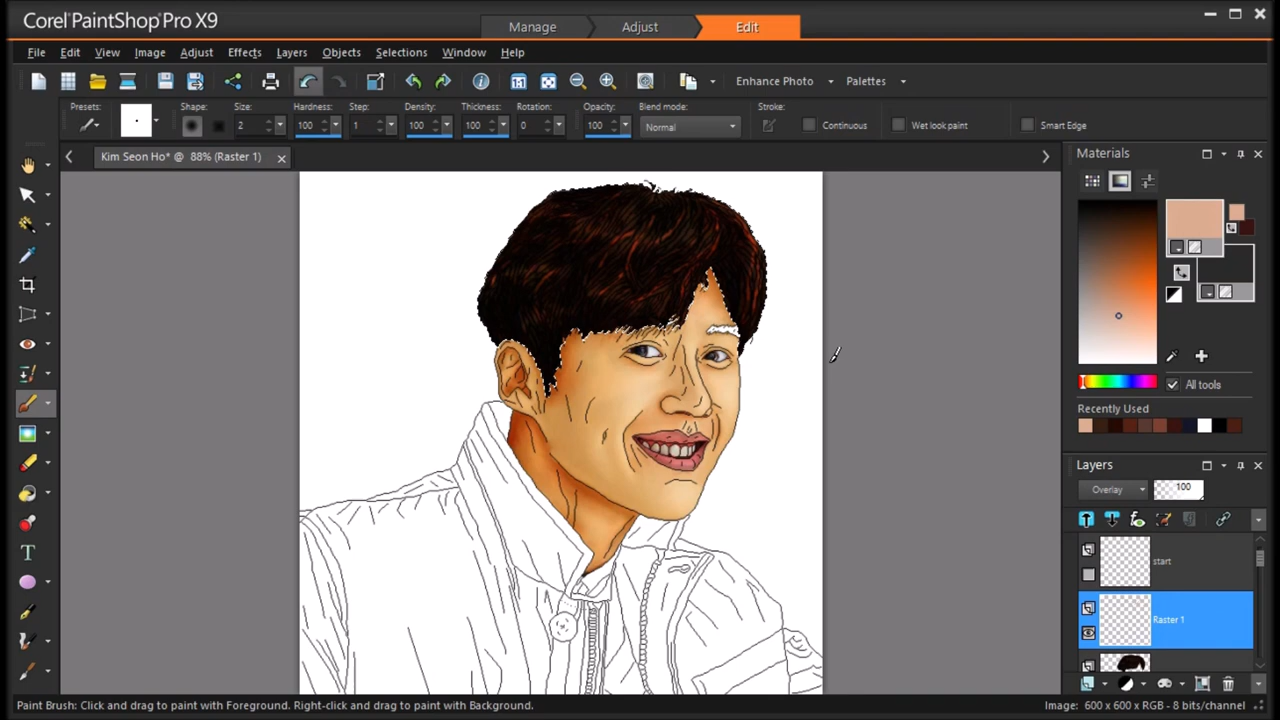 Corel PaintShop Pro X9
Manage Adjust Edit
File Edit View Image Adjust Effects Layers Objects Selections Window Help
Enhance Photo Palettes
Presets: Shape: Size: Hardness: Step: Density: Thickness: Rotation: Opacity: Blend mode: Stroke:
2 100 1 100 100 0 100 Normal Continuous Wet look paint Smart Edge
Kim Seon Ho* @ 88% (Raster 1)
Materials
All tools
Recently Used
Layers
Overlay 100
start
Raster 1
Paint Brush: Click and drag to paint with Foreground. Right-click and drag to paint with Background.
Image: 600 x 600 x RGB - 8 bits/channel